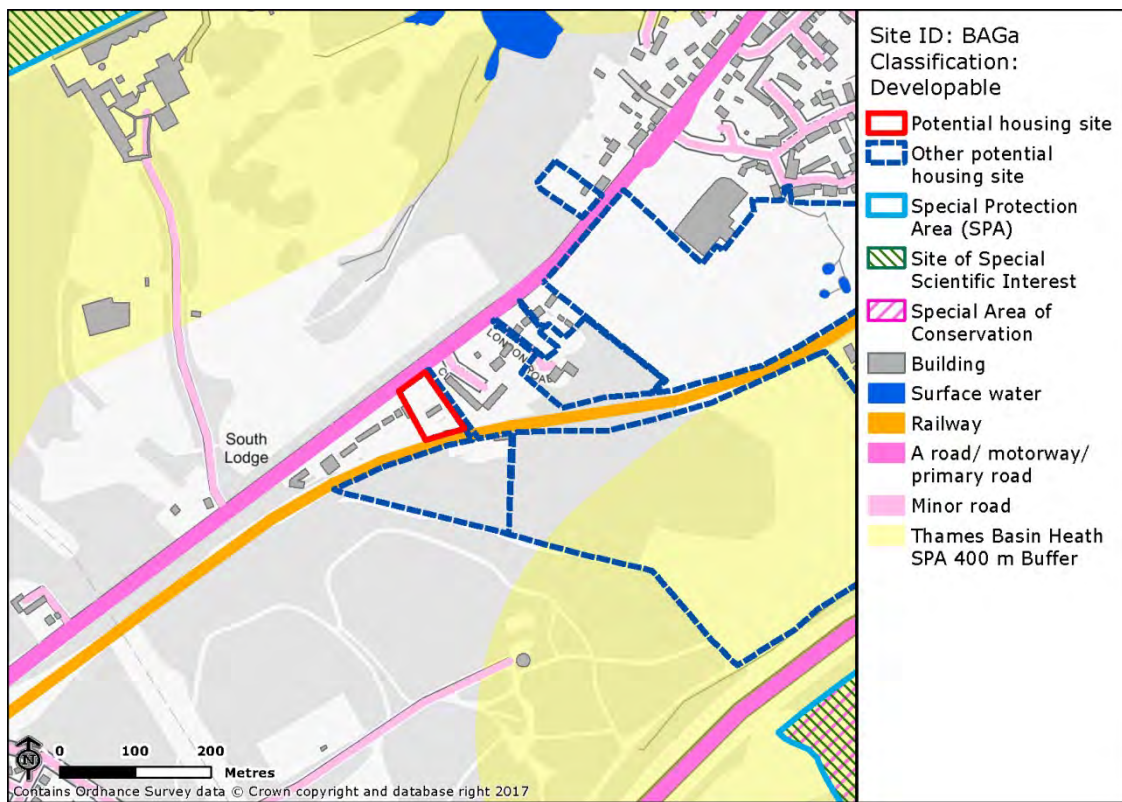 Site ID: BAGa
Classification:
Developable
Potential housing site
Other potential
housing site
Special Protection
Area (SPA)
Site of Special
Scientific Interest
Special Area of
Conservation
Building
Surface water
Railway
A road/ motorway/
primary road
Minor road
Thames Basin Heath
SPA 400 m Buffer
LONDON ROAD
CO
South
Lodge
N
0 100 200
Metres
Contains Ordnance Survey data © Crown copyright and database right 2017